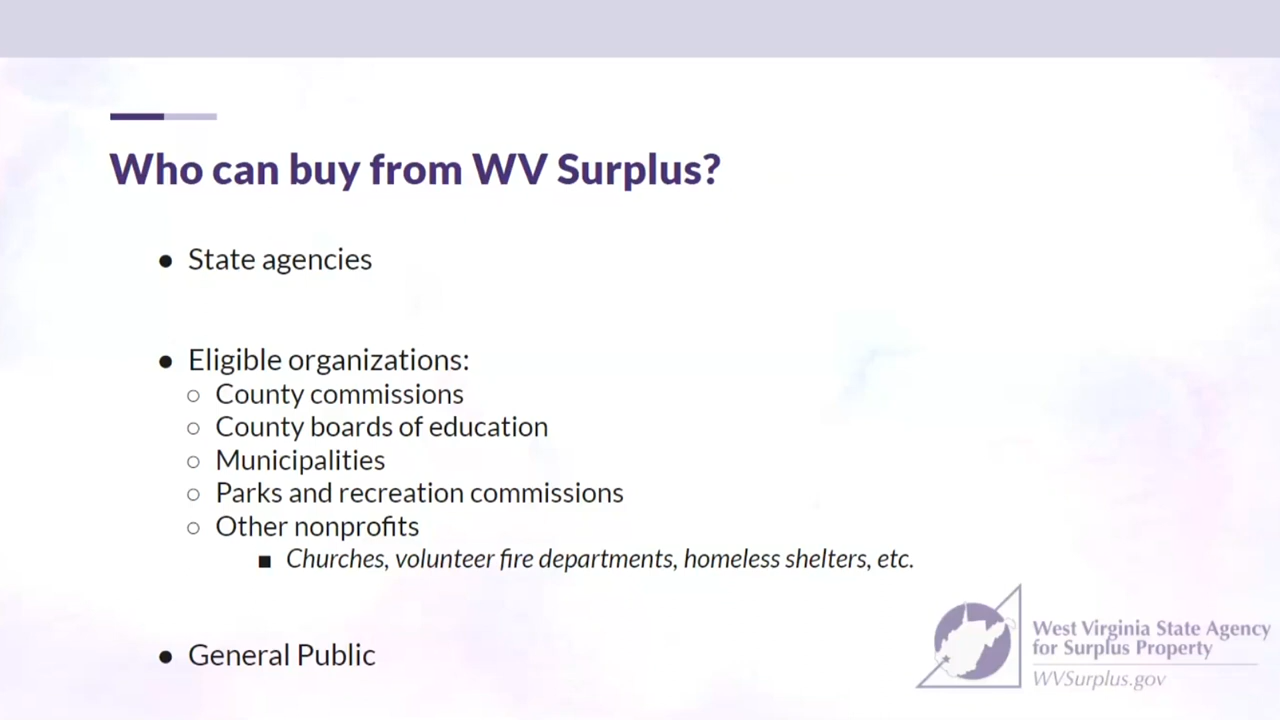 Who can buy from WV Surplus?
● State agencies
● Eligible organizations:
○ County commissions
○ County boards of education
○ Municipalities
○ Parks and recreation commissions
○ Other nonprofits
■ Churches, volunteer fire departments, homeless shelters, etc.
● General Public
West Virginia State Agency
for Surplus Property
WVSurplus.gov